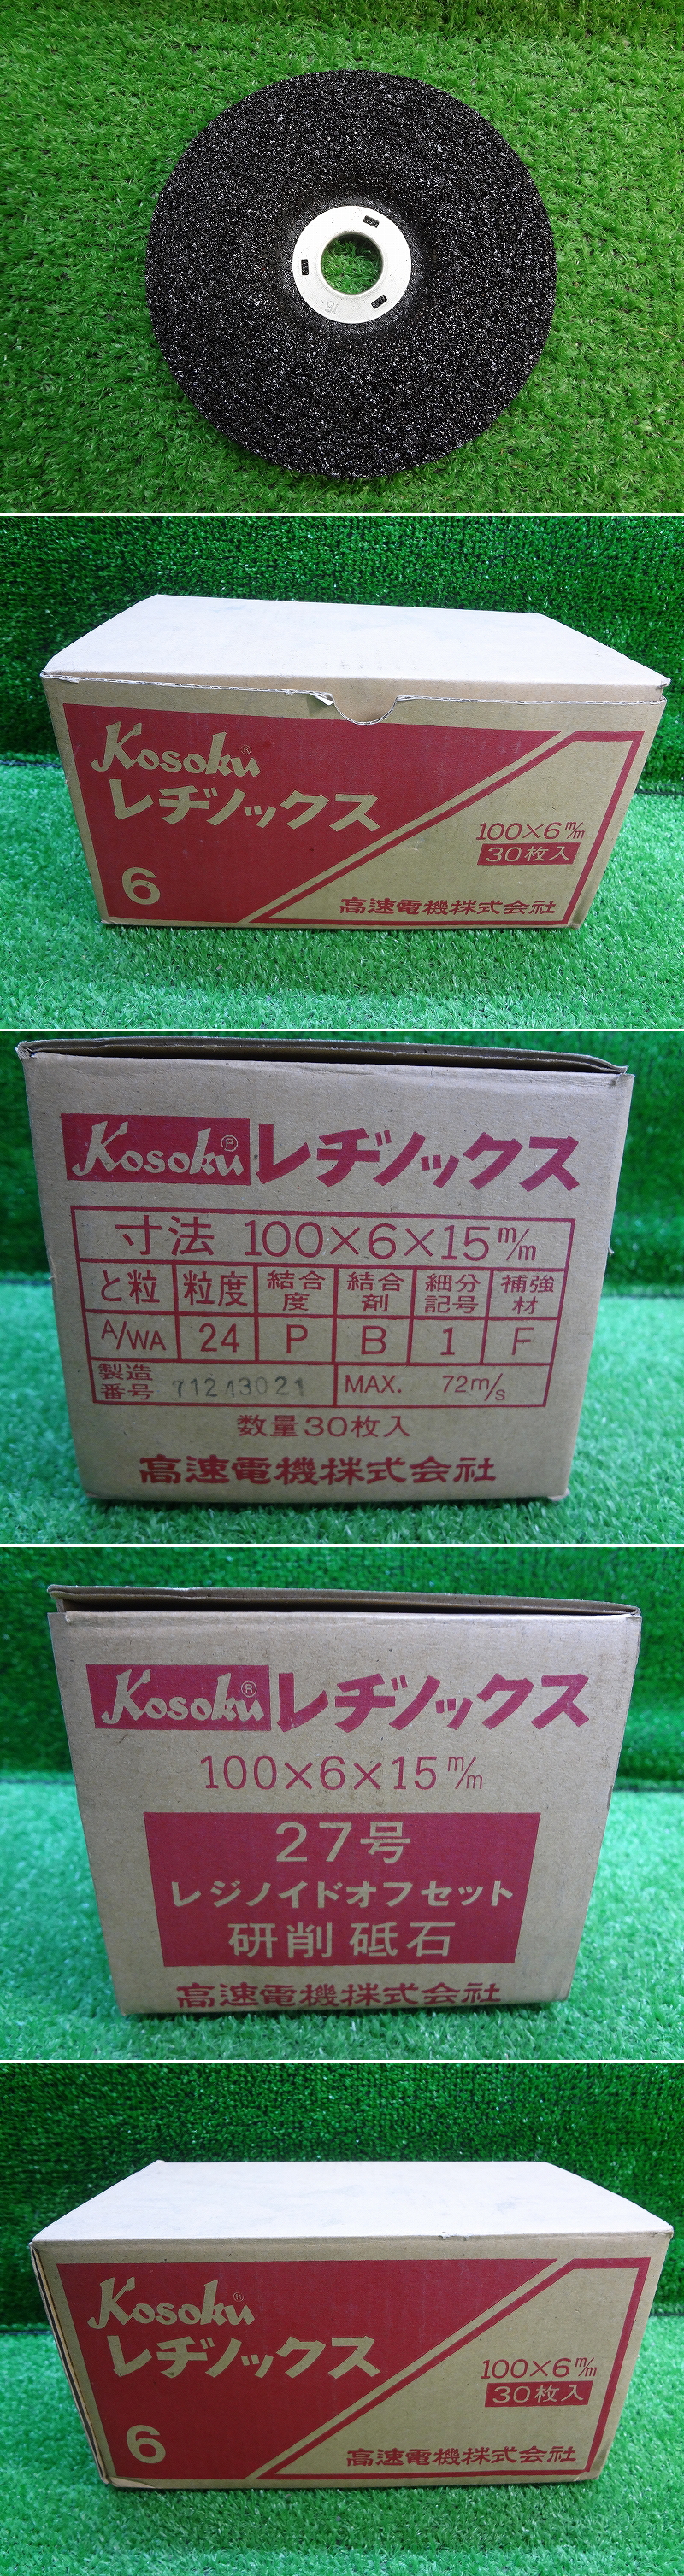 15
Kosoku®
レヂノックス
6
100×6m/m
30枚入
高速電機株式会社
Kosoku® レヂノックス
寸法 100×6×15m/m
と粒 粒度 結合度 結合剤 細分記号 補強材
A/WA 24 P B 1 F
製造番号 71243021 MAX. 72m/s
数量30枚入
高速電機株式会社
Kosoku® レヂノックス
100×6×15m/m
27号
レジノイドオフセット
研削砥石
高速電機株式会社
Kosoku®
レヂノックス
6
100×6m/m
30枚入
高速電機株式会社